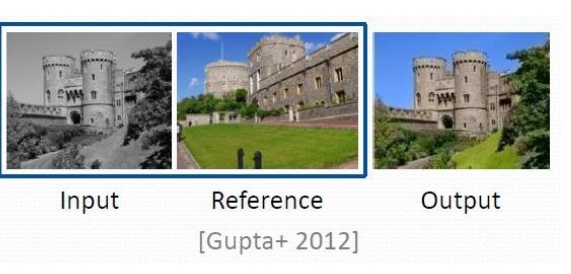 Input Reference Output
[Gupta+ 2012]